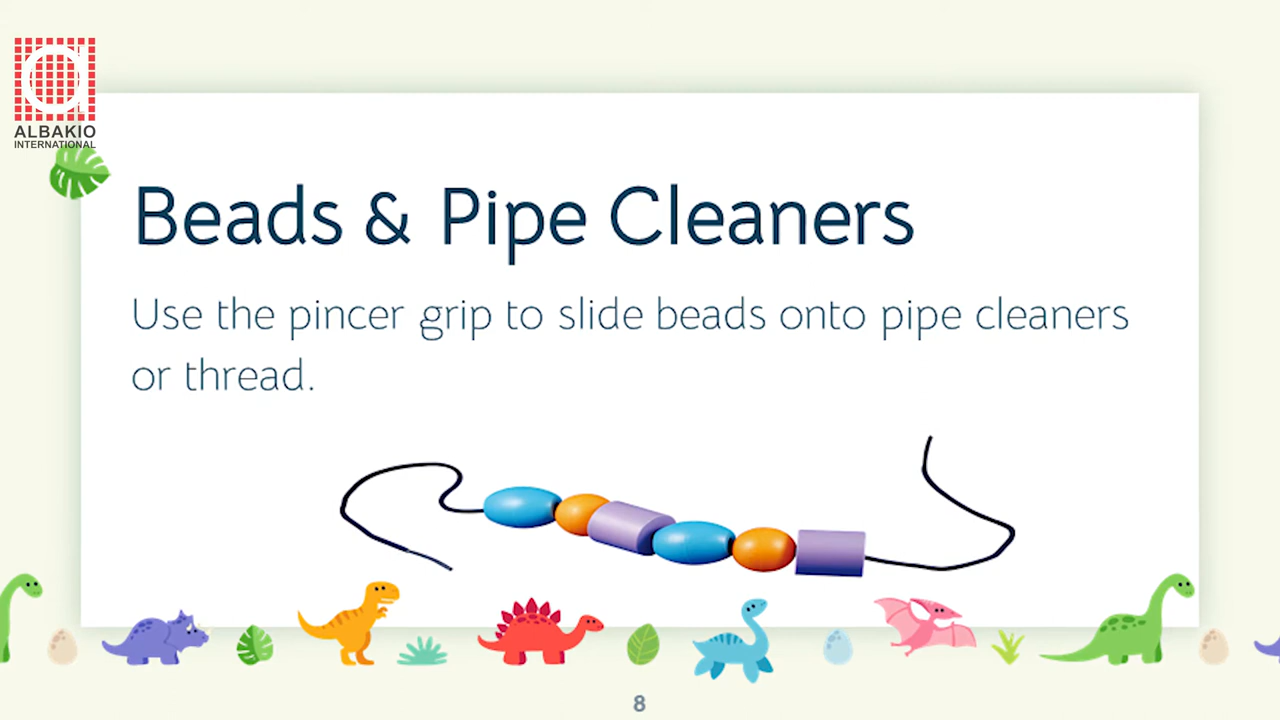 ALBAKIO
INTERNATIONAL
Beads & Pipe Cleaners
Use the pincer grip to slide beads onto pipe cleaners
or thread.
8